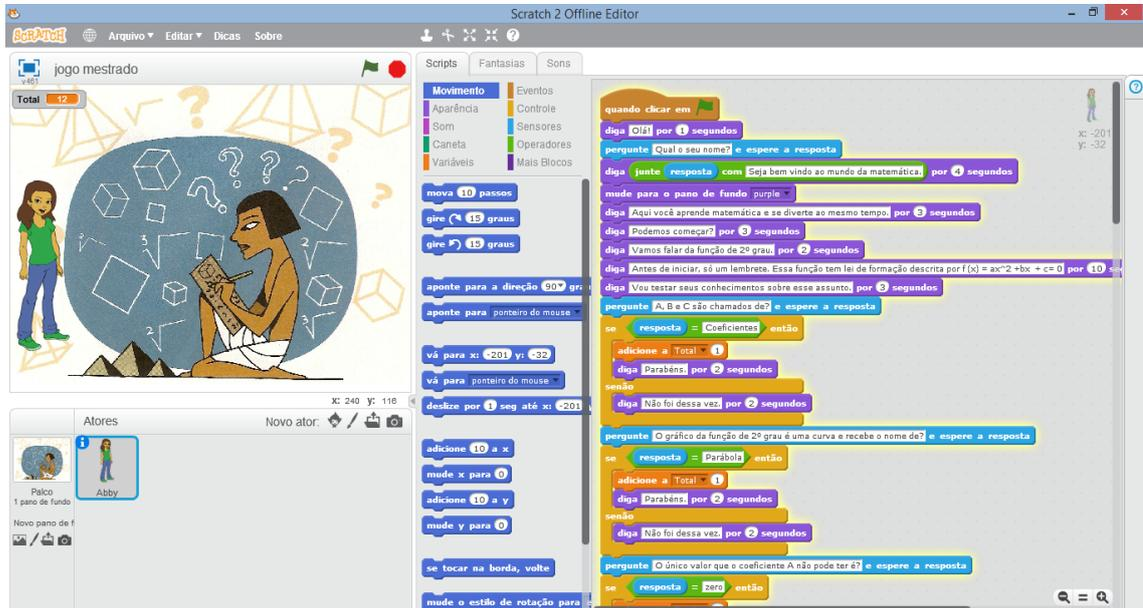 Scratch 2 Offline Editor
SCRATCH Arquivo Editar Dicas Sobre
v461 jogo mestrado
Total 12
x: 240 y: 116
Atores Novo ator:
Palco
1 pano de fundo
Novo pano de f
Abby
Scripts Fantasias Sons
Movimento Eventos
Aparência Controle
Som Sensores
Caneta Operadores
Variáveis Mais Blocos
mova 10 passos
gire 15 graus
gire 15 graus
aponte para a direção 90 gra
aponte para ponteiro do mouse
vá para x: -201 y: -32
vá para ponteiro do mouse
deslize por 1 seg até x: -201
adicione 10 a x
mude x para 0
adicione 10 a y
mude y para 0
se tocar na borda, volte
mude o estilo de rotação para
x: -201
y: -32
quando clicar em
diga Olá! por 1 segundos
pergunte Qual o seu nome? e espere a resposta
diga junte resposta com Seja bem vindo ao mundo da matemática. por 4 segundos
mude para o pano de fundo purple
diga Aqui você aprende matemática e se diverte ao mesmo tempo. por 3 segundos
diga Podemos começar? por 3 segundos
diga Vamos falar da função de 2º grau. por 2 segundos
diga Antes de iniciar, só um lembrete. Essa função tem lei de formação descrita por f (x) = ax^2 +bx + c= 0 por 10 se
diga Vou testar seus conhecimentos sobre esse assunto. por 3 segundos
pergunte A, B e C são chamados de? e espere a resposta
se resposta = Coeficientes então
adicione a Total 1
diga Parabéns. por 2 segundos
senão
diga Não foi dessa vez. por 2 segundos
pergunte O gráfico da função de 2º grau é uma curva e recebe o nome de? e espere a resposta
se resposta = Parábola então
adicione a Total 1
diga Parabéns. por 2 segundos
senão
diga Não foi dessa vez. por 2 segundos
pergunte O único valor que o coeficiente A não pode ter é? e espere a resposta
se resposta = zero então